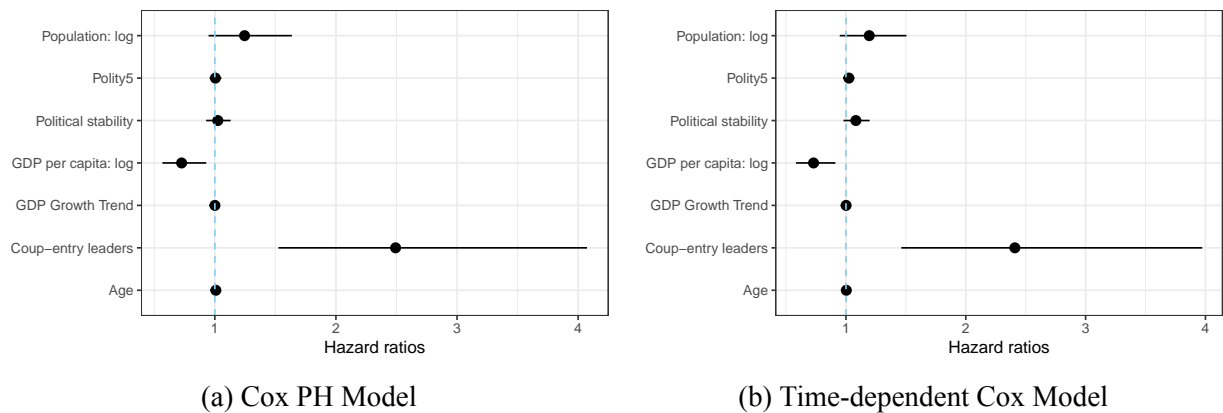 Population: log
Polity5
Political stability
GDP per capita: log
GDP Growth Trend
Coup−entry leaders
Age
1 2 3 4
Hazard ratios
(a) Cox PH Model
Population: log
Polity5
Political stability
GDP per capita: log
GDP Growth Trend
Coup−entry leaders
Age
1 2 3 4
Hazard ratios
(b) Time-dependent Cox Model